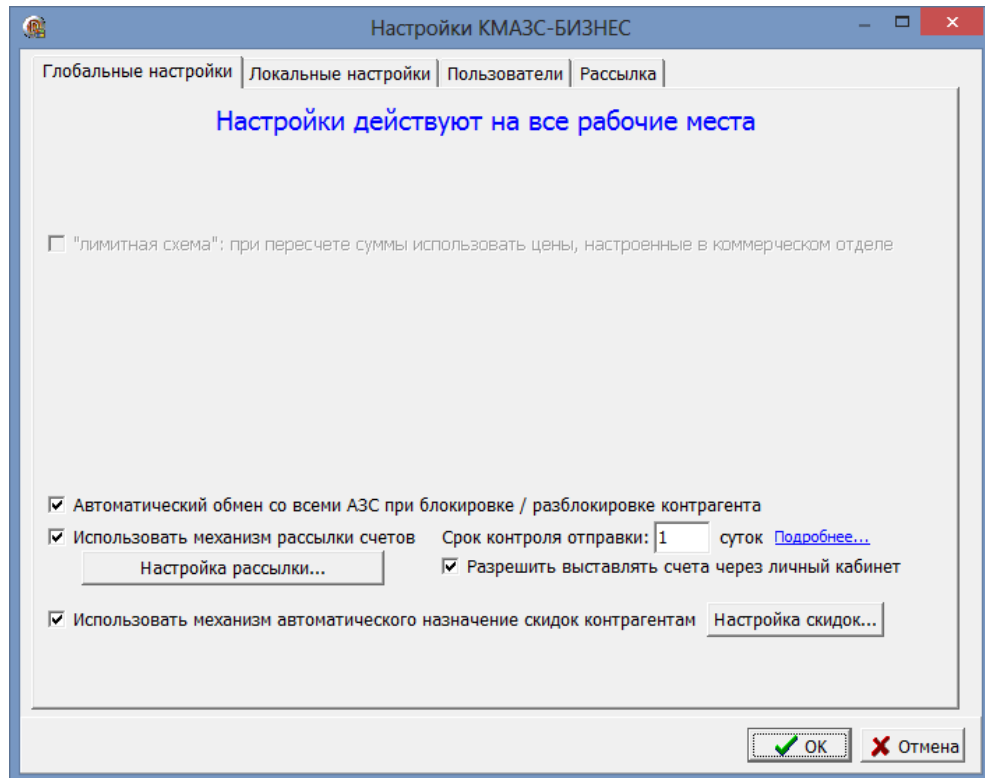 Настройки КМАЗС-БИЗНЕС
Глобальные настройки Локальные настройки Пользователи Рассылка
Настройки действуют на все рабочие места
"лимитная схема": при пересчете суммы использовать цены, настроенные в коммерческом отделе
Автоматический обмен со всеми АЗС при блокировке / разблокировке контрагента
Использовать механизм рассылки счетов Срок контроля отправки: 1 суток Подробнее...
Настройка рассылки... Разрешить выставлять счета через личный кабинет
Использовать механизм автоматического назначение скидок контрагентам Настройка скидок...
OK Отмена